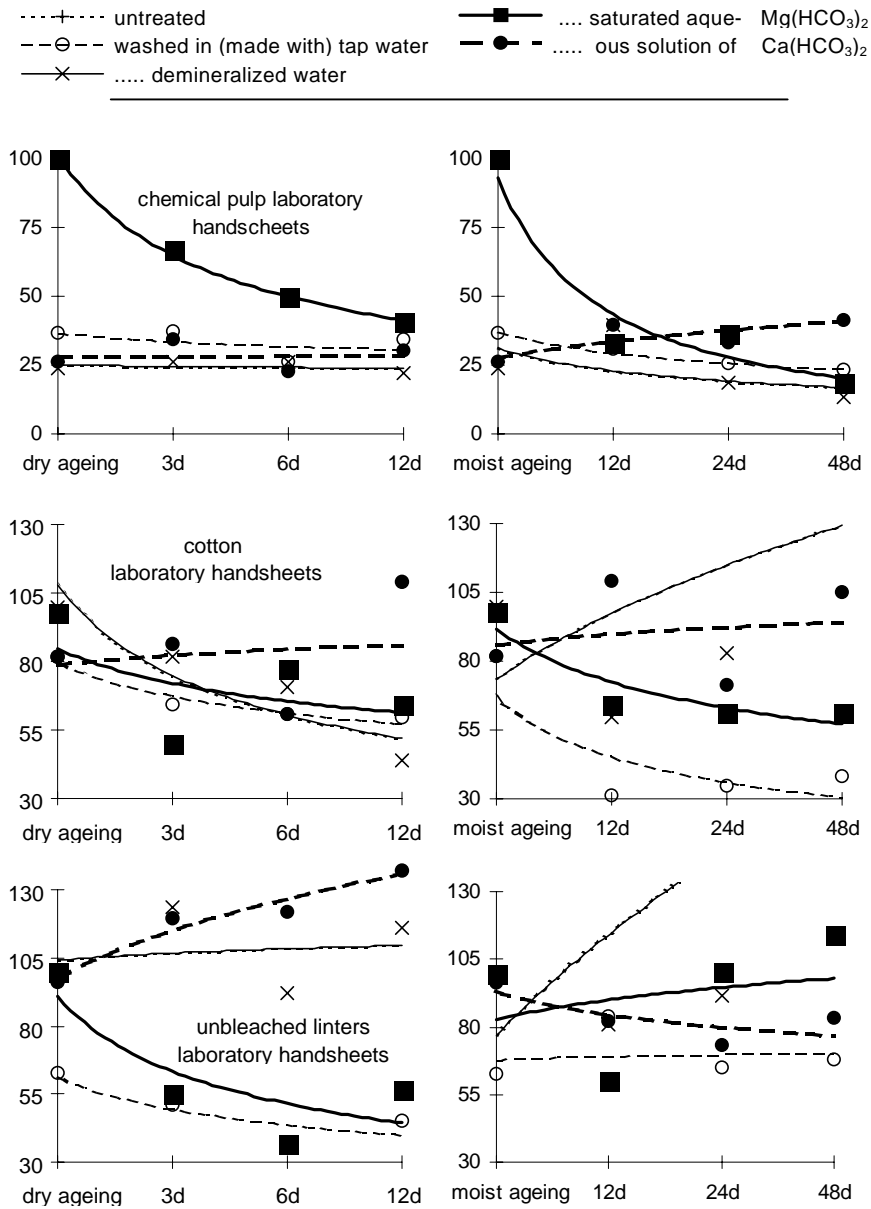 untreated
washed in (made with) tap water
..... demineralized water
.... saturated aque- Mg(HCO₃)₂
..... ous solution of Ca(HCO₃)₂
100
75
50
25
0
chemical pulp laboratory
handscheets
dry ageing 3d 6d 12d
100
75
50
25
0
moist ageing 12d 24d 48d
130
105
80
55
30
cotton
laboratory handsheets
dry ageing 3d 6d 12d
130
105
80
55
30
moist ageing 12d 24d 48d
130
105
80
55
30
unbleached linters
laboratory handsheets
dry ageing 3d 6d 12d
130
105
80
55
30
moist ageing 12d 24d 48d